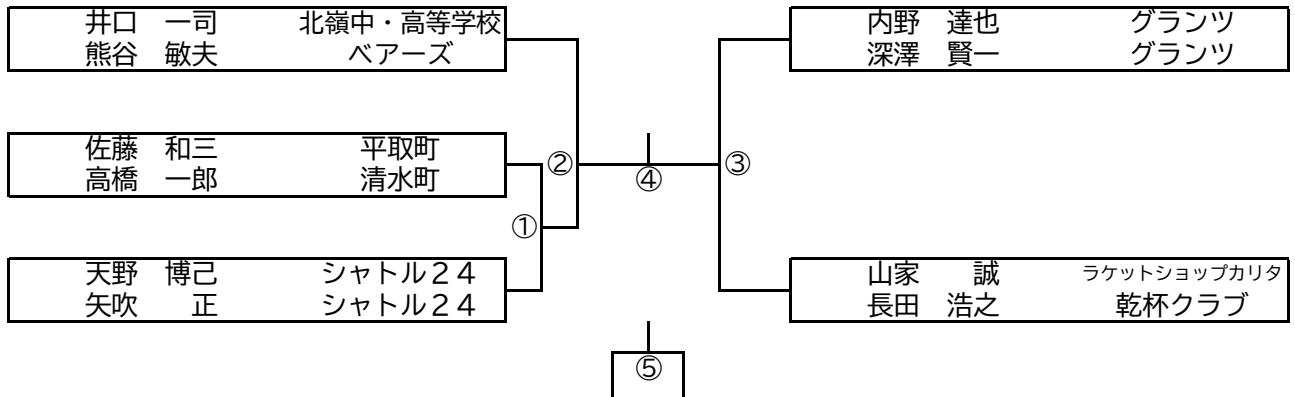 井口　一司　北嶺中・高等学校
熊谷　敏夫　ベアーズ
佐藤　和三　平取町
高橋　一郎　清水町
天野　博己　シャトル２４
矢吹　　正　シャトル２４
①
②
④
③
⑤
内野　達也　グランツ
深澤　賢一　グランツ
山家　　誠　ラケットショップカリタ
長田　浩之　乾杯クラブ